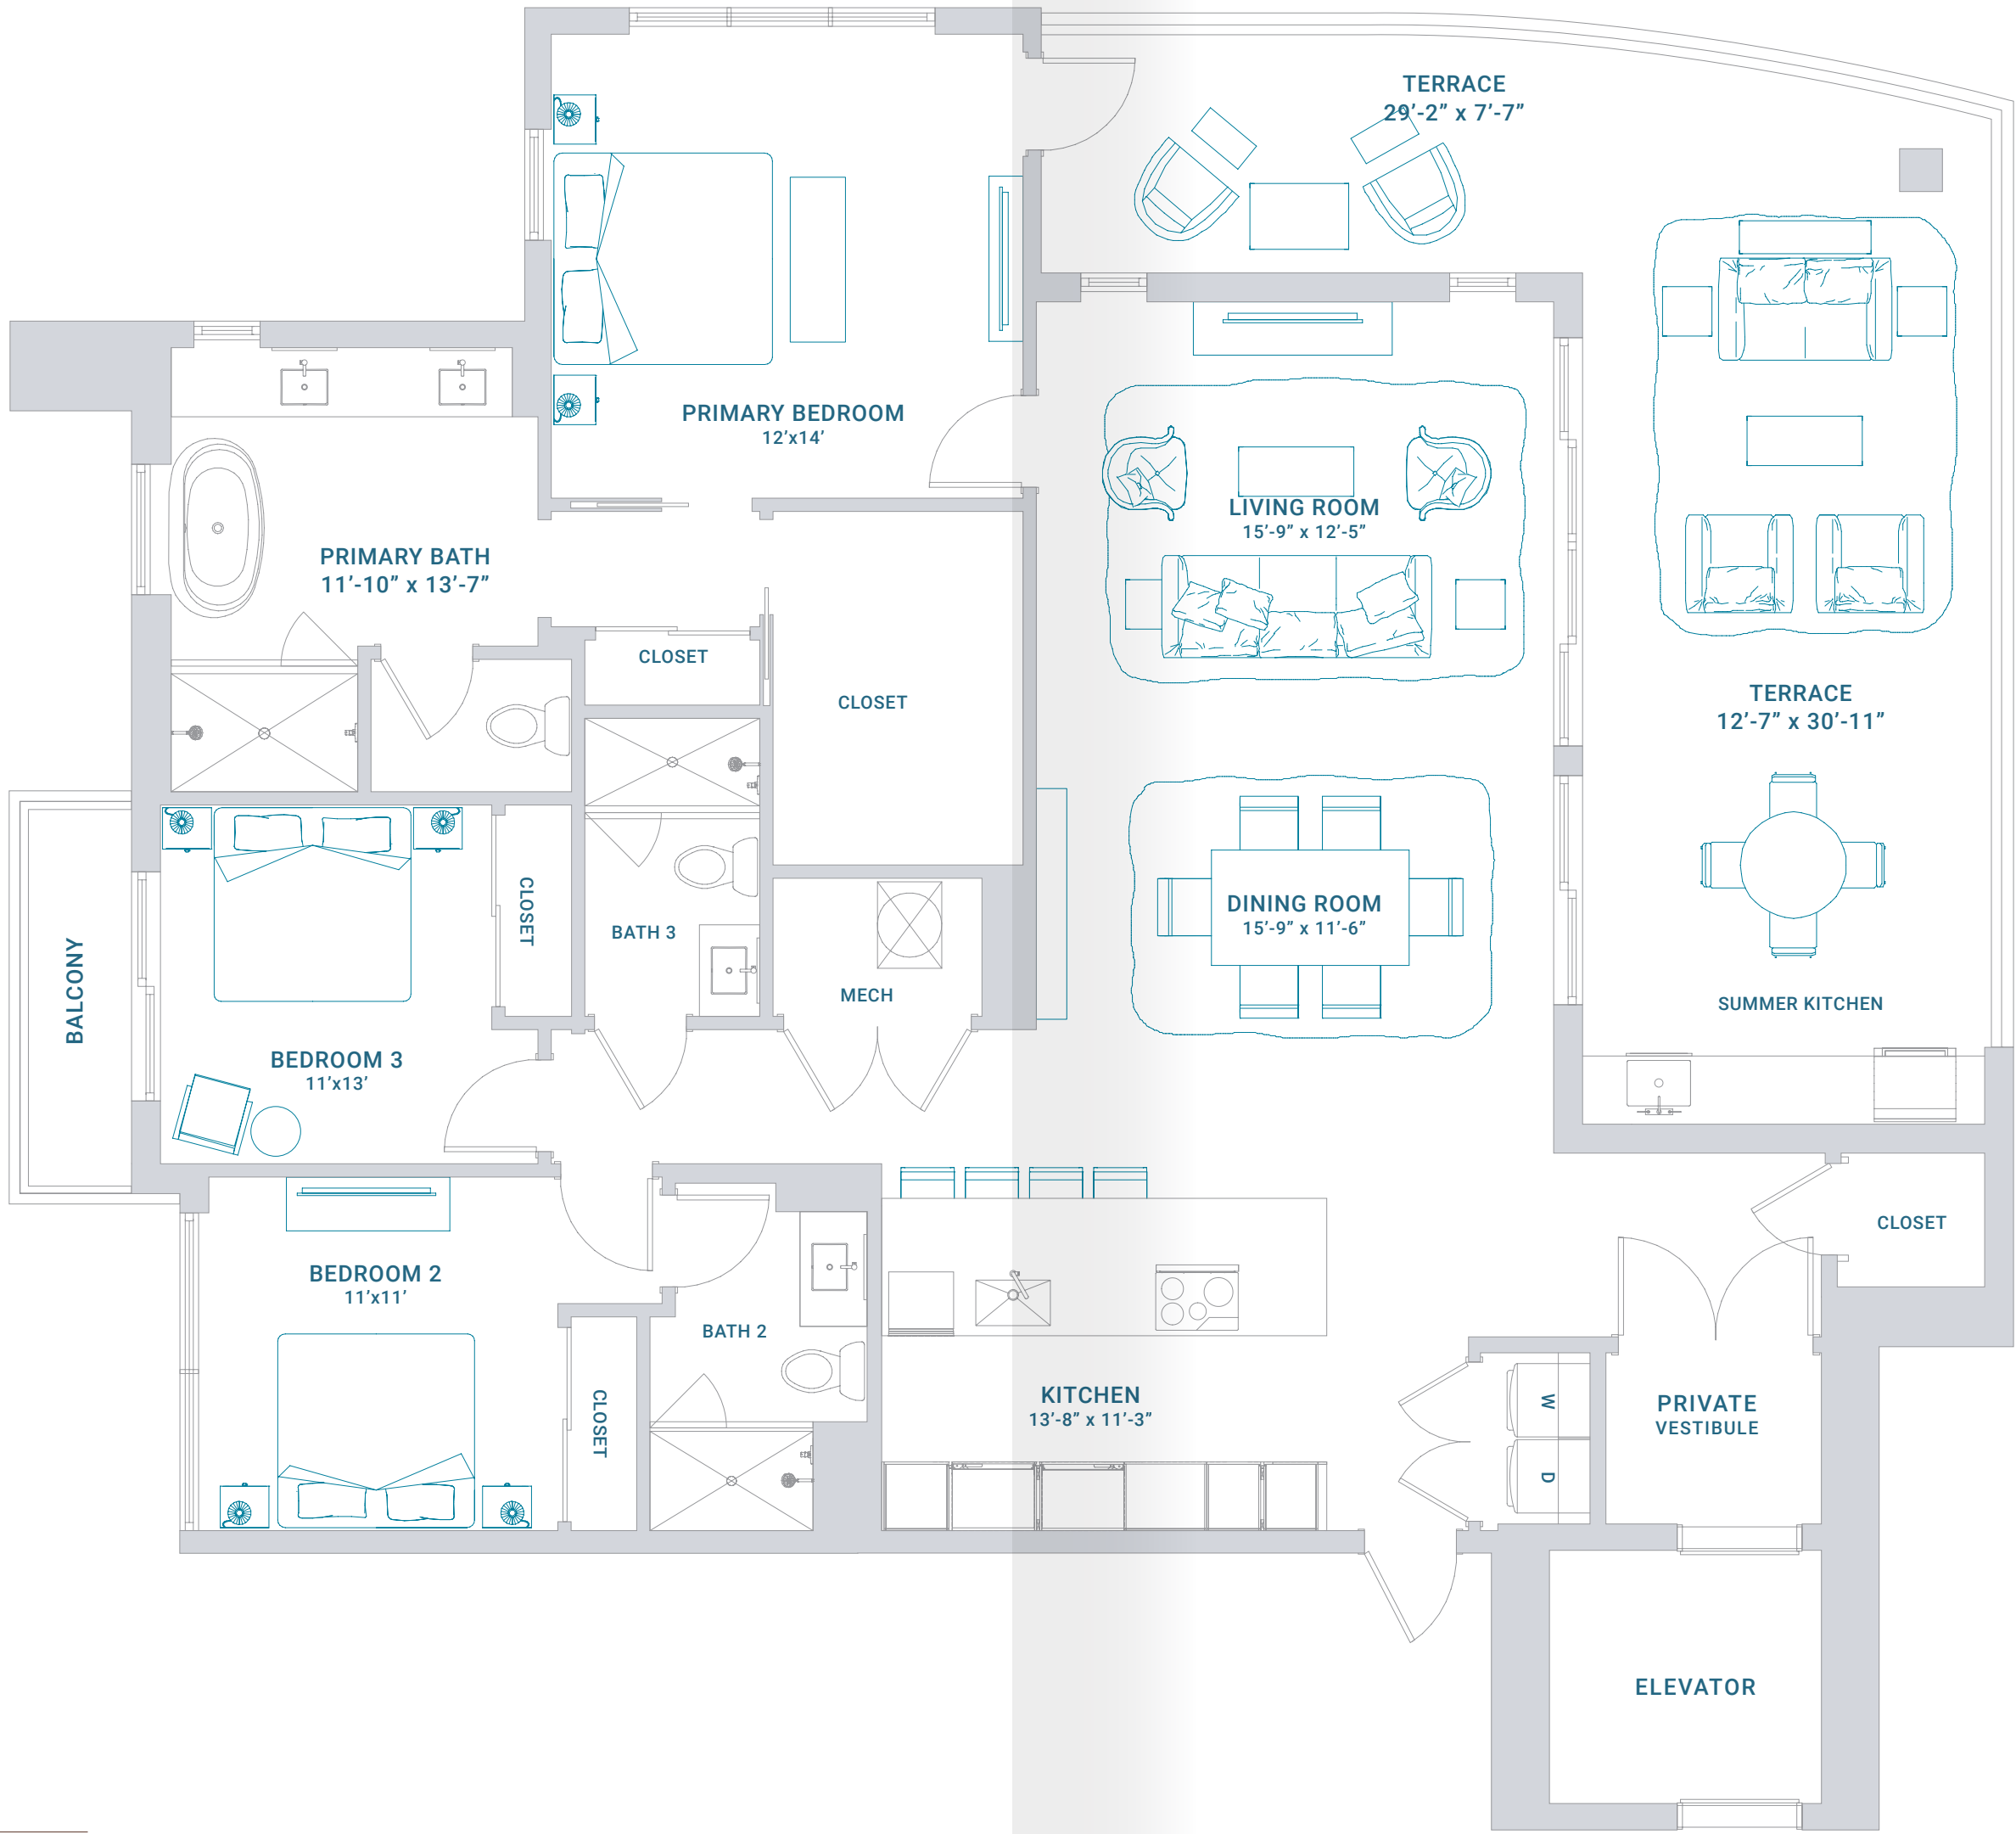 TERRACE
29’-2” x 7’-7”
PRIMARY BEDROOM
12’x14’
LIVING ROOM
15’-9” x 12’-5”
PRIMARY BATH
11’-10” x 13’-7”
CLOSET
CLOSET
TERRACE
12’-7” x 30’-11”
CLOSET
BATH 3
DINING ROOM
15’-9” x 11’-6”
BALCONY
MECH
SUMMER KITCHEN
BEDROOM 3
11’x13’
CLOSET
BEDROOM 2
11’x11’
BATH 2
CLOSET
KITCHEN
13’-8” x 11’-3”
W
D
PRIVATE
VESTIBULE
ELEVATOR